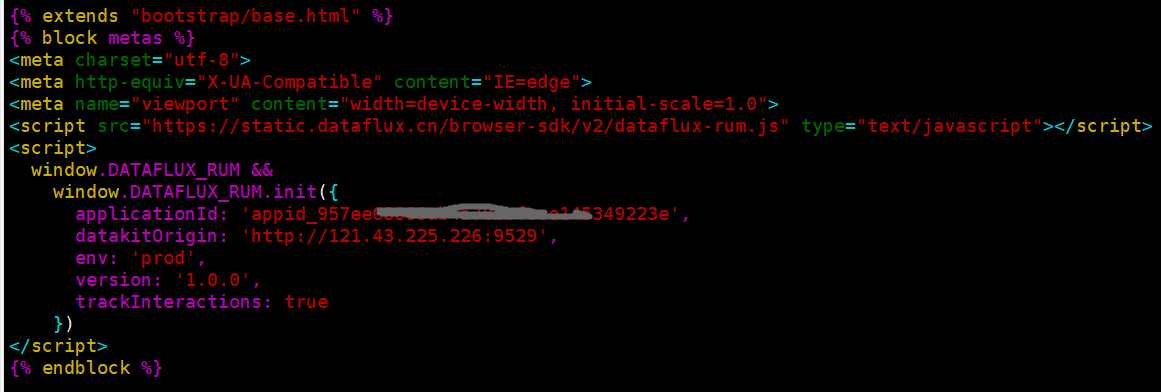 {% extends "bootstrap/base.html" %}
{% block metas %}
<meta charset="utf-8">
<meta http-equiv="X-UA-Compatible" content="IE=edge">
<meta name="viewport" content="width=device-width, initial-scale=1.0">
<script src="https://static.dataflux.cn/browser-sdk/v2/dataflux-rum.js" type="text/javascript"></script>
<script>
  window.DATAFLUX_RUM &&
    window.DATAFLUX_RUM.init({
      applicationId:
      datakitOrigin: 'http://121.43.225.226:9529',
      env: 'prod',
      version: '1.0.0',
      trackInteractions: true
    })
</script>
{% endblock %}